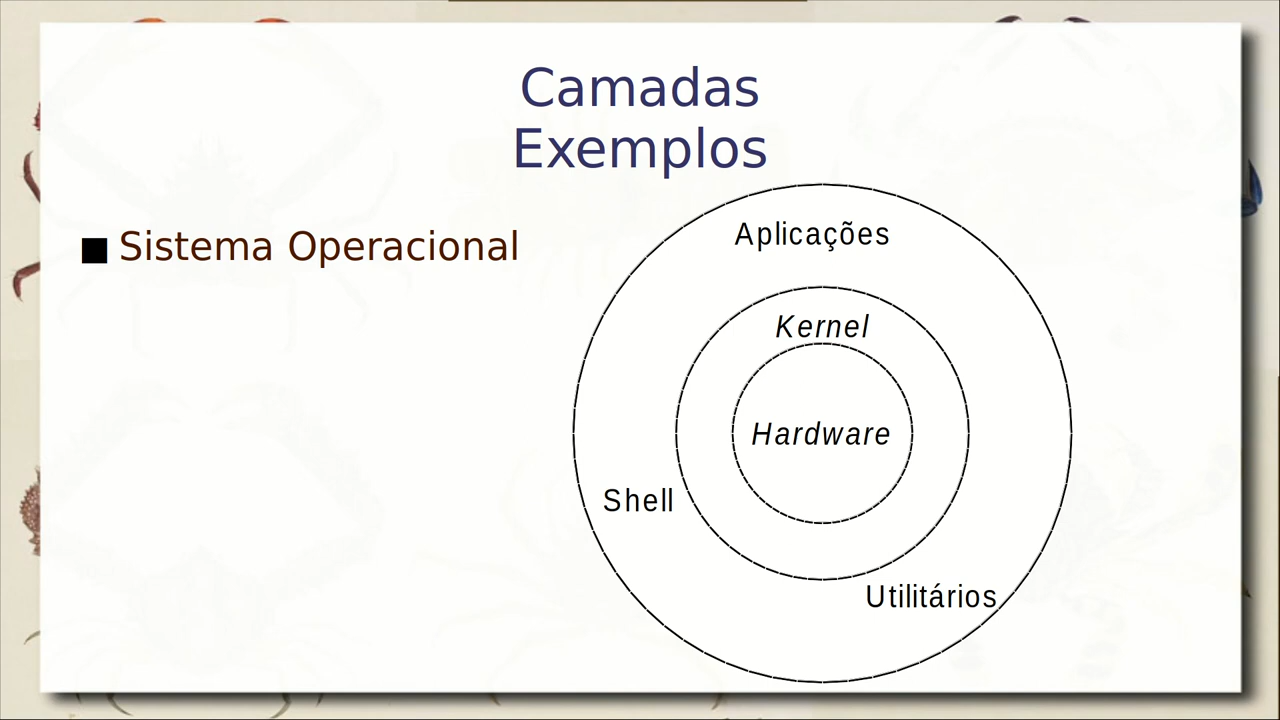 Camadas
Exemplos
Sistema Operacional
Aplicações
Kernel
Hardware
Shell
Utilitários